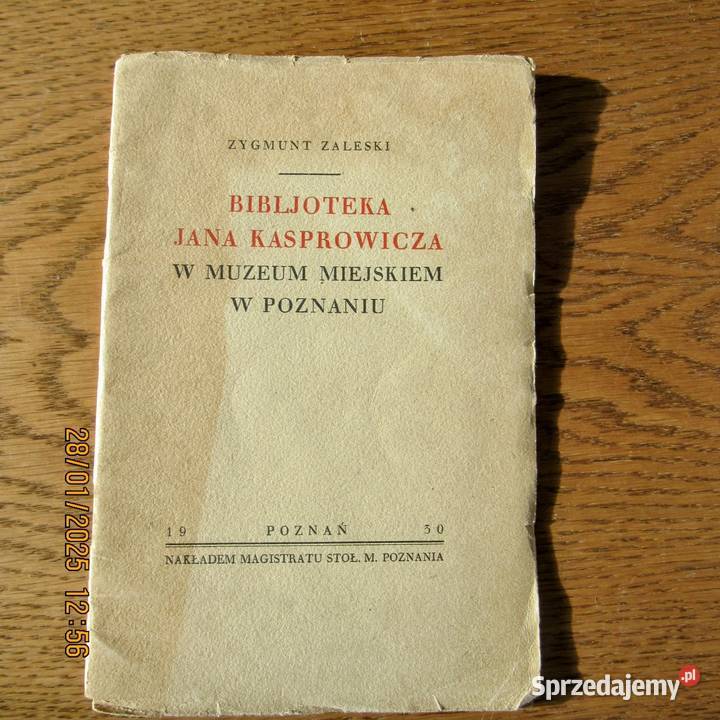 ZYGMUNT ZALESKI
BIBLJOTEKA
JANA KASPROWICZA
W MUZEUM MIEJSKIEM
W POZNANIU
19 POZNAŃ 30
NAKŁADEM MAGISTRATU STOŁ. M. POZNANIA
28/01/2025 12:56
Sprzedajemy.pl